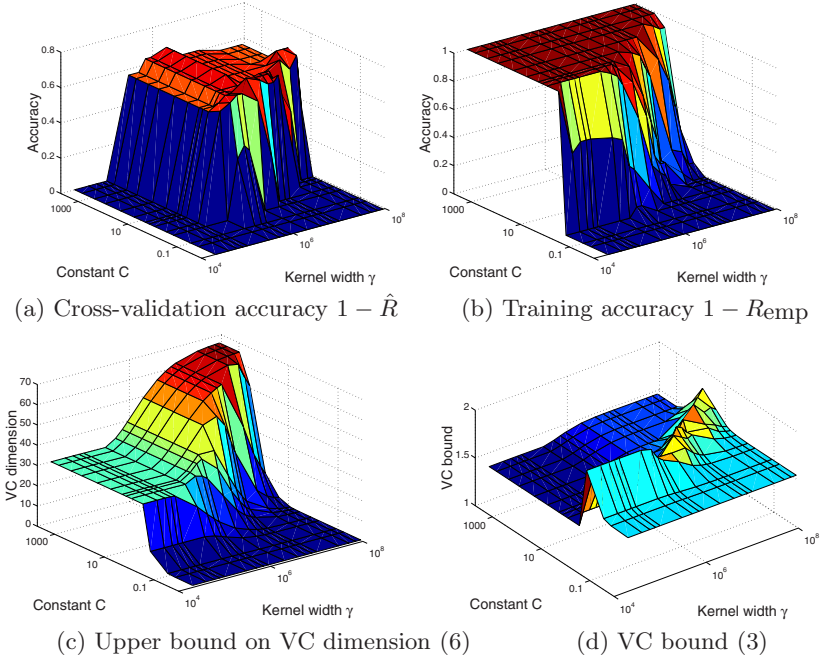 0.8
0.6
0.4
0.2
0
Accuracy
1000
10
0.1
Constant C
10^4
10^6
10^8
Kernel width γ
(a) Cross-validation accuracy 1 − R̂
1
0.8
0.6
0.4
0.2
0
Accuracy
1000
10
0.1
Constant C
10^4
10^6
10^8
Kernel width γ
(b) Training accuracy 1 − Remp
70
60
50
40
30
20
10
0
VC dimension
1000
10
0.1
Constant C
10^4
10^6
10^8
Kernel width γ
(c) Upper bound on VC dimension (6)
2
1.5
1
VC bound
1000
10
0.1
Constant C
10^4
10^6
10^8
Kernel width γ
(d) VC bound (3)